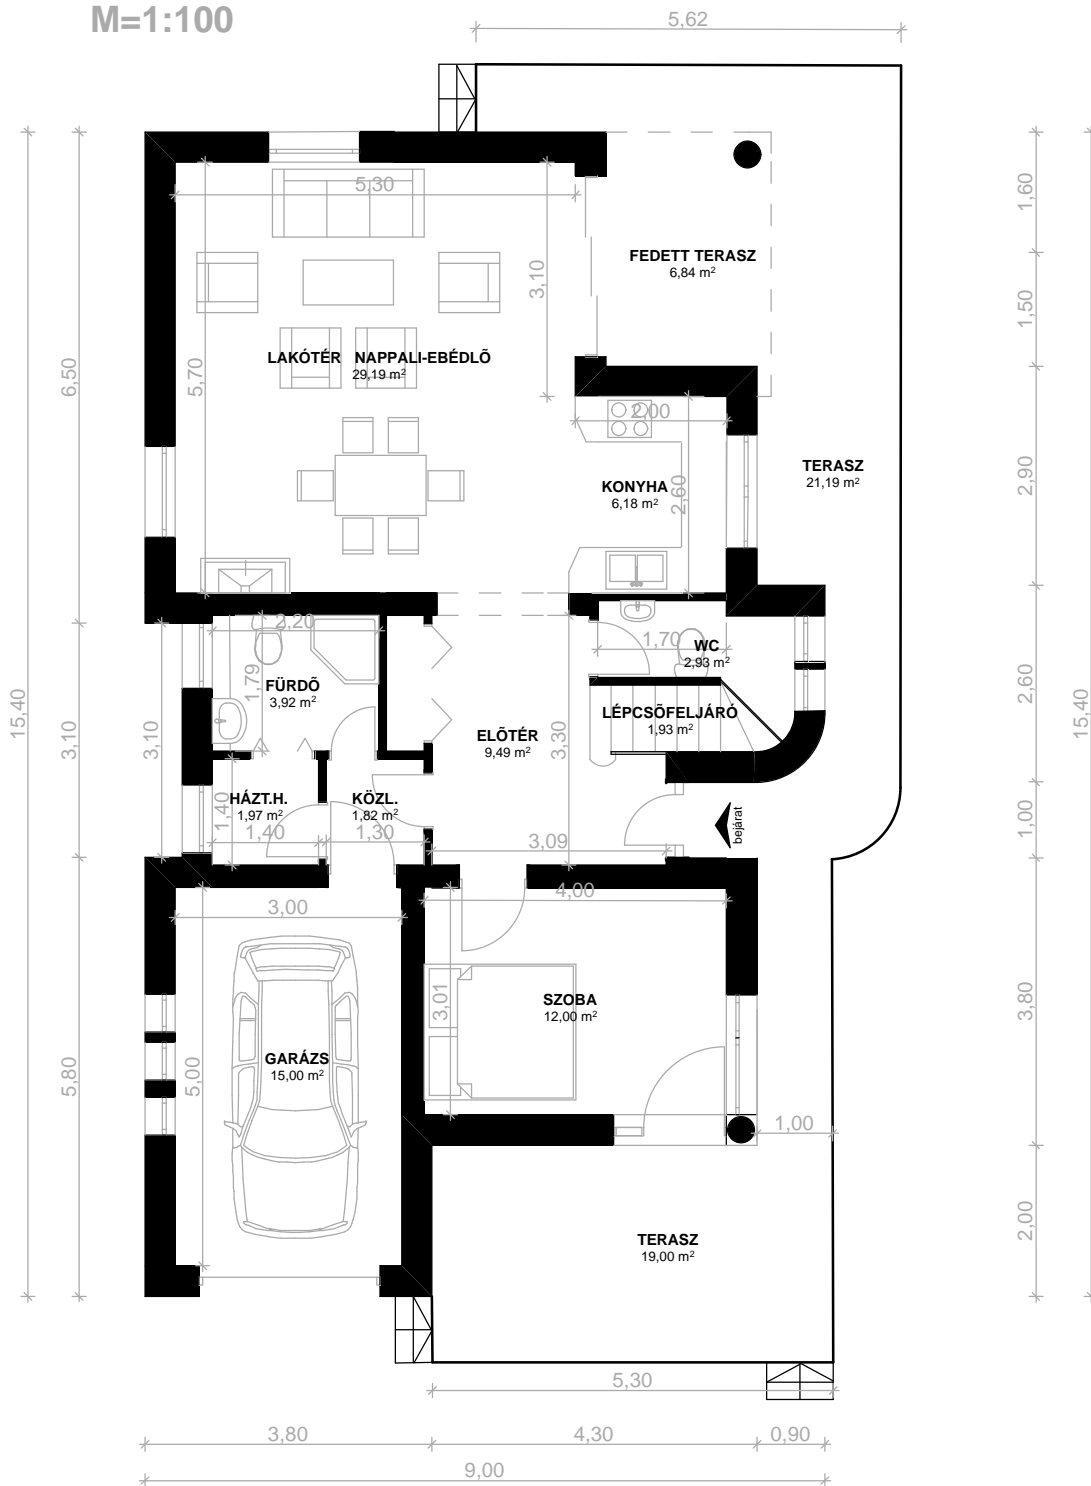 M=1:100
5,62
5,30
FEDETT TERASZ
6,84 m²
1,60
3,10
1,50
LAKÓTÉR NAPPALI-EBÉDLÕ
29,19 m²
5,70
6,50
2,00
TERASZ
21,19 m²
2,90
KONYHA
6,18 m²
2,60
2,20
1,79
FÜRDÕ
3,92 m²
1,70
WC
2,93 m²
2,60
15,40
15,40
LÉPCSÕFELJÁRÓ
1,93 m²
3,10
3,10
ELÕTÉR
9,49 m²
3,30
HÁZT.H.
1,97 m²
1,40
1,40
KÖZL.
1,82 m²
1,30
3,09
bejárat
1,00
3,00
4,00
SZOBA
12,00 m²
3,01
3,80
GARÁZS
15,00 m²
5,00
5,80
1,00
2,00
TERASZ
19,00 m²
5,30
3,80
4,30
0,90
9,00